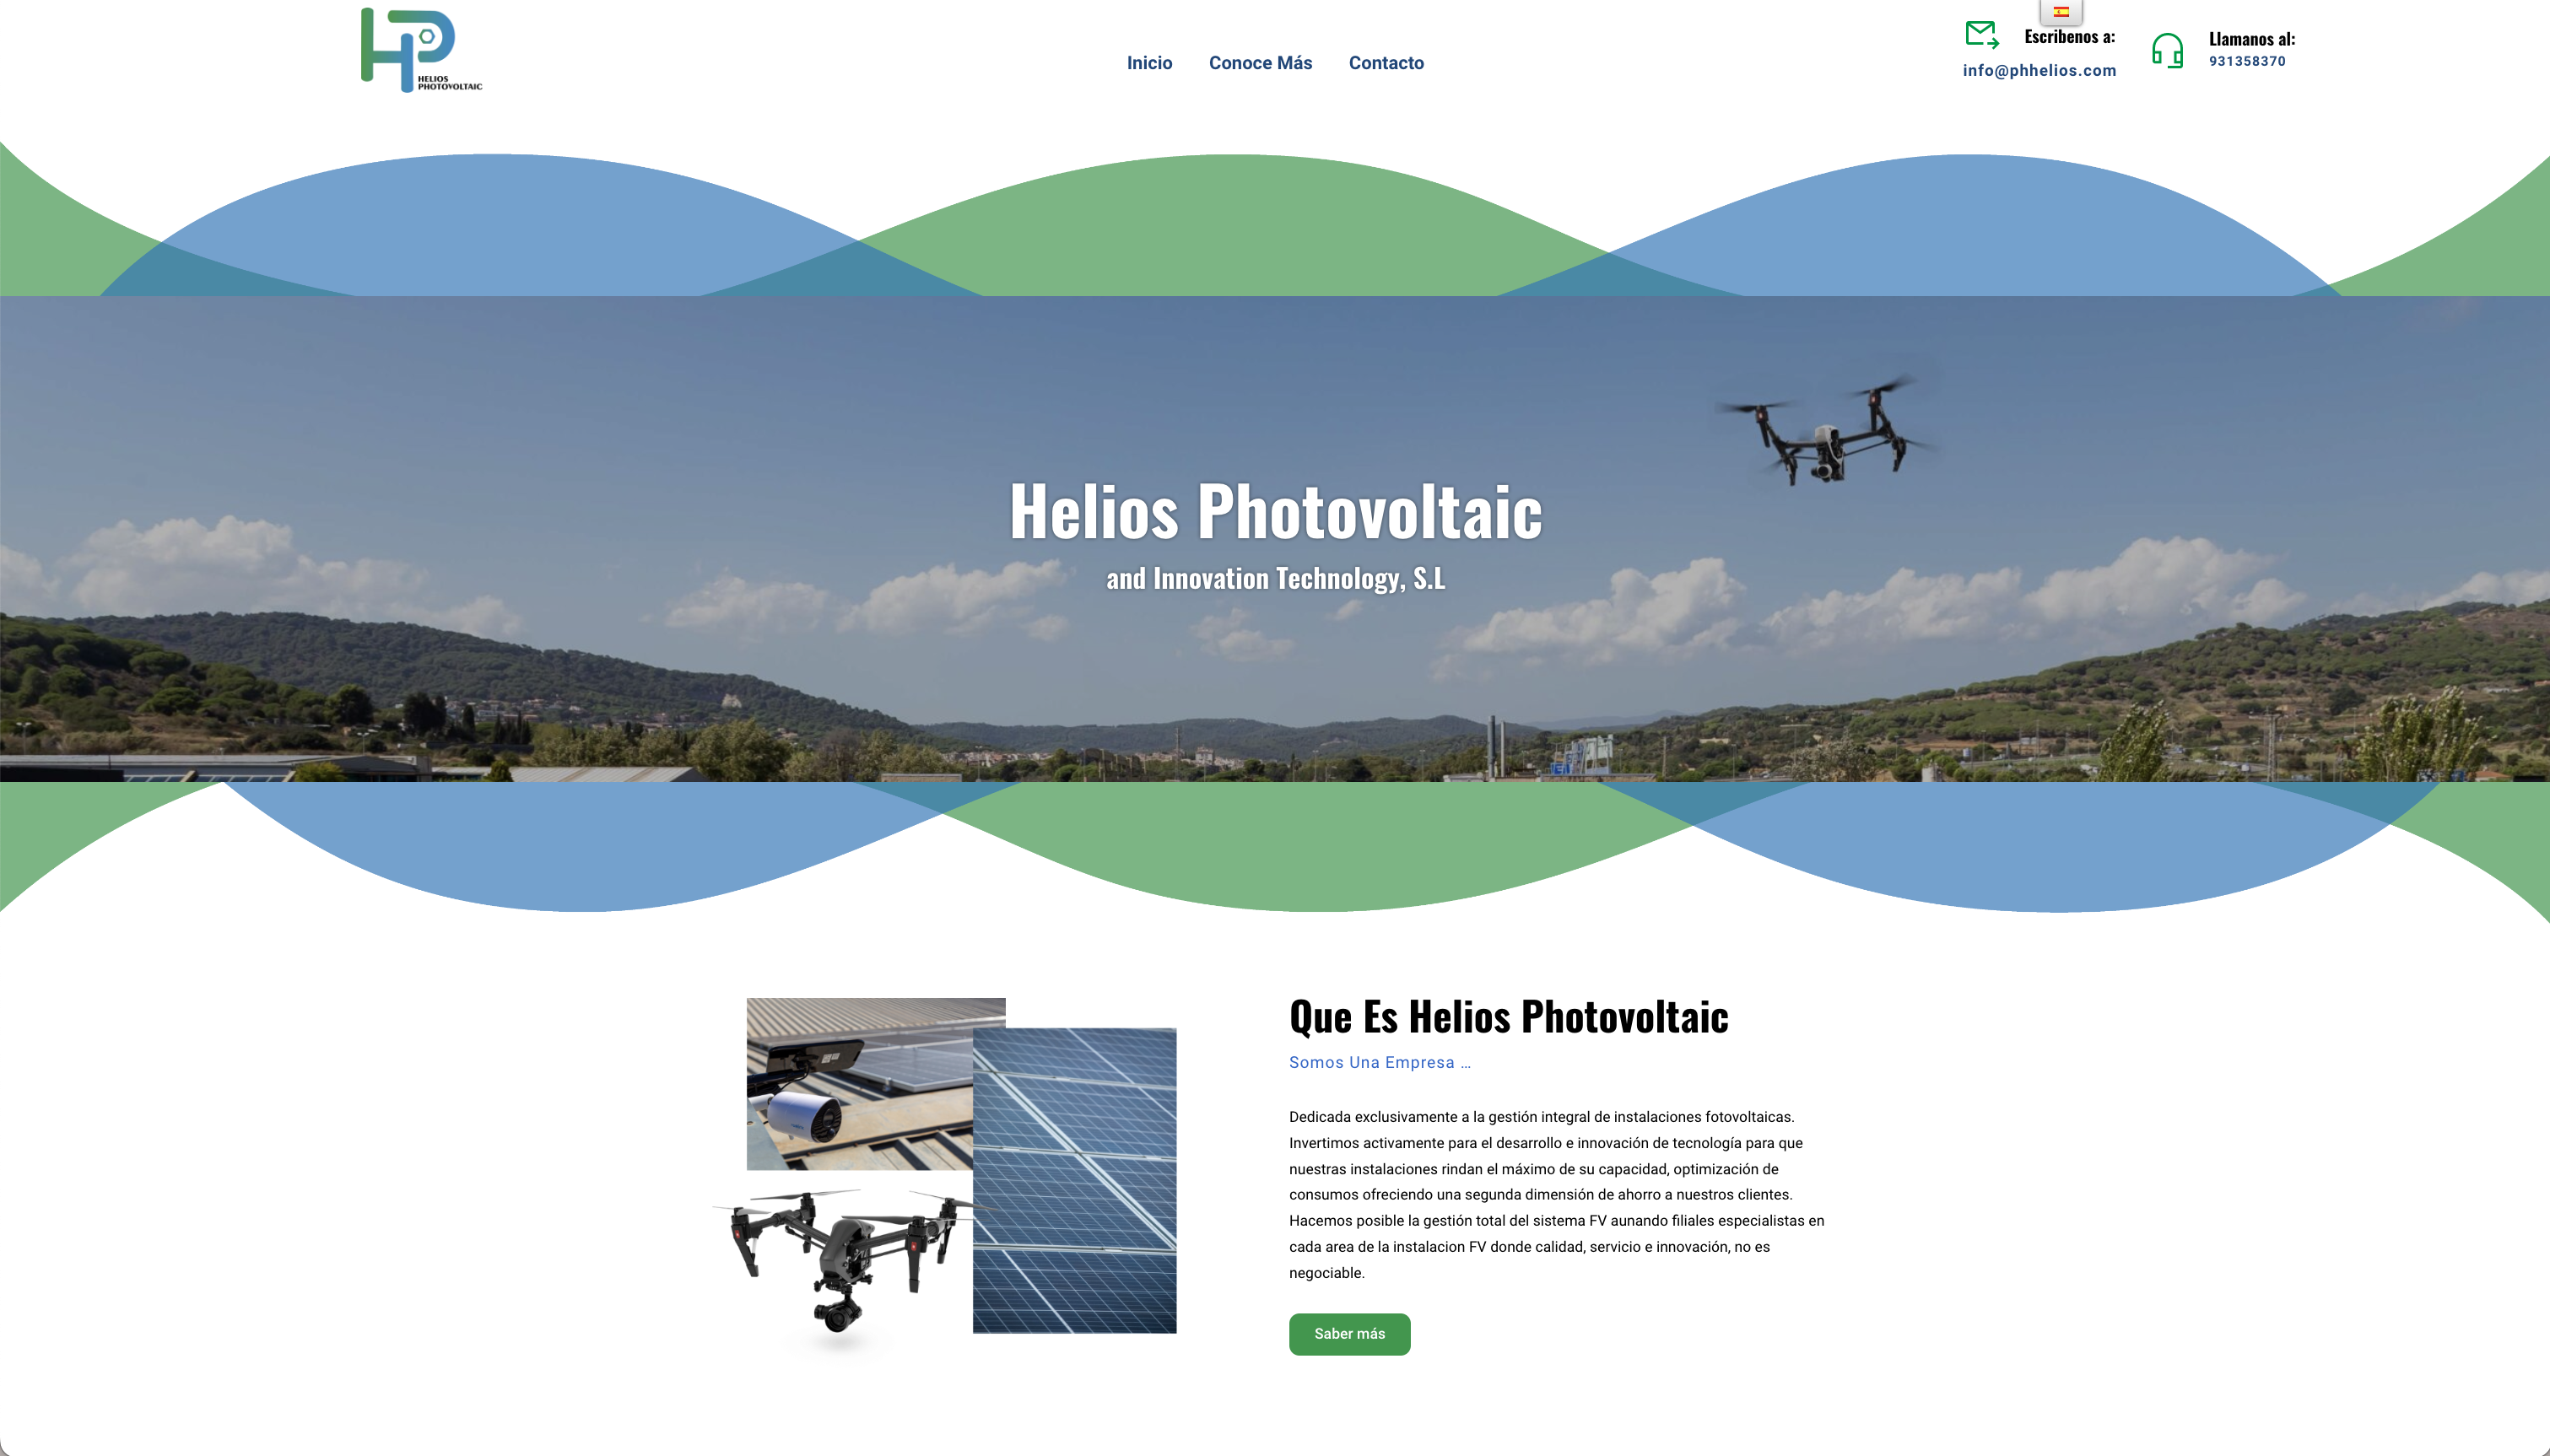 HELIOS
PHOTOVOLTAIC
Inicio
Conoce Más
Contacto
Escribenos a:
info@phhelios.com
Llamanos al:
931358370
Helios Photovoltaic
and Innovation Technology, S.L
Que Es Helios Photovoltaic
Somos Una Empresa ...
Dedicada exclusivamente a la gestión integral de instalaciones fotovoltaicas.
Invertimos activamente para el desarrollo e innovación de tecnología para que
nuestras instalaciones rindan el máximo de su capacidad, optimización de
consumos ofreciendo una segunda dimensión de ahorro a nuestros clientes.
Hacemos posible la gestión total del sistema FV aunando filiales especialistas en
cada area de la instalacion FV donde calidad, servicio e innovación, no es
negociable.
Saber más